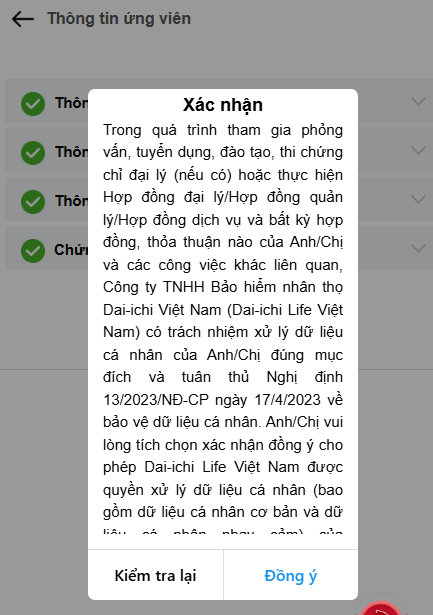 Thông tin ứng viên
Xác nhận
Thôn
Thôn
Thôn
Chứn
Trong quá trình tham gia phỏng
vấn, tuyển dụng, đào tạo, thi chứng
chỉ đại lý (nếu có) hoặc thực hiện
Hợp đồng đại lý/Hợp đồng quản
lý/Hợp đồng dịch vụ và bất kỳ hợp
đồng, thỏa thuận nào của Anh/Chị
và các công việc khác liên quan,
Công ty TNHH Bảo hiểm nhân thọ
Dai-ichi Việt Nam (Dai-ichi Life Việt
Nam) có trách nhiệm xử lý dữ liệu
cá nhân của Anh/Chị đúng mục
đích và tuân thủ Nghị định
13/2023/NĐ-CP ngày 17/4/2023 về
bảo vệ dữ liệu cá nhân. Anh/Chị vui
lòng tích chọn xác nhận đồng ý cho
phép Dai-ichi Life Việt Nam được
quyền xử lý dữ liệu cá nhân (bao
gồm dữ liệu cá nhân cơ bản và dữ
liệu cá nhân nhạy cảm) của
Kiểm tra lại
Đồng ý